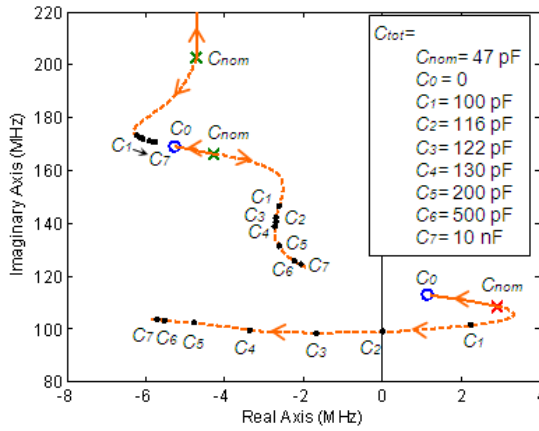 220
200
180
160
140
120
100
80
Imaginary Axis (MHz)
-8
-6
-4
-2
0
2
4
Real Axis (MHz)
Ctot=
Cnom= 47 pF
C0= 0
C1= 100 pF
C2= 116 pF
C3= 122 pF
C4= 130 pF
C5= 200 pF
C6= 500 pF
C7= 10 nF
Cnom
C0
Cnom
C1
C7
C1
C3
C2
C4
C5
C6
C7
C0
Cnom
C7
C6
C5
C4
C3
C2
C1